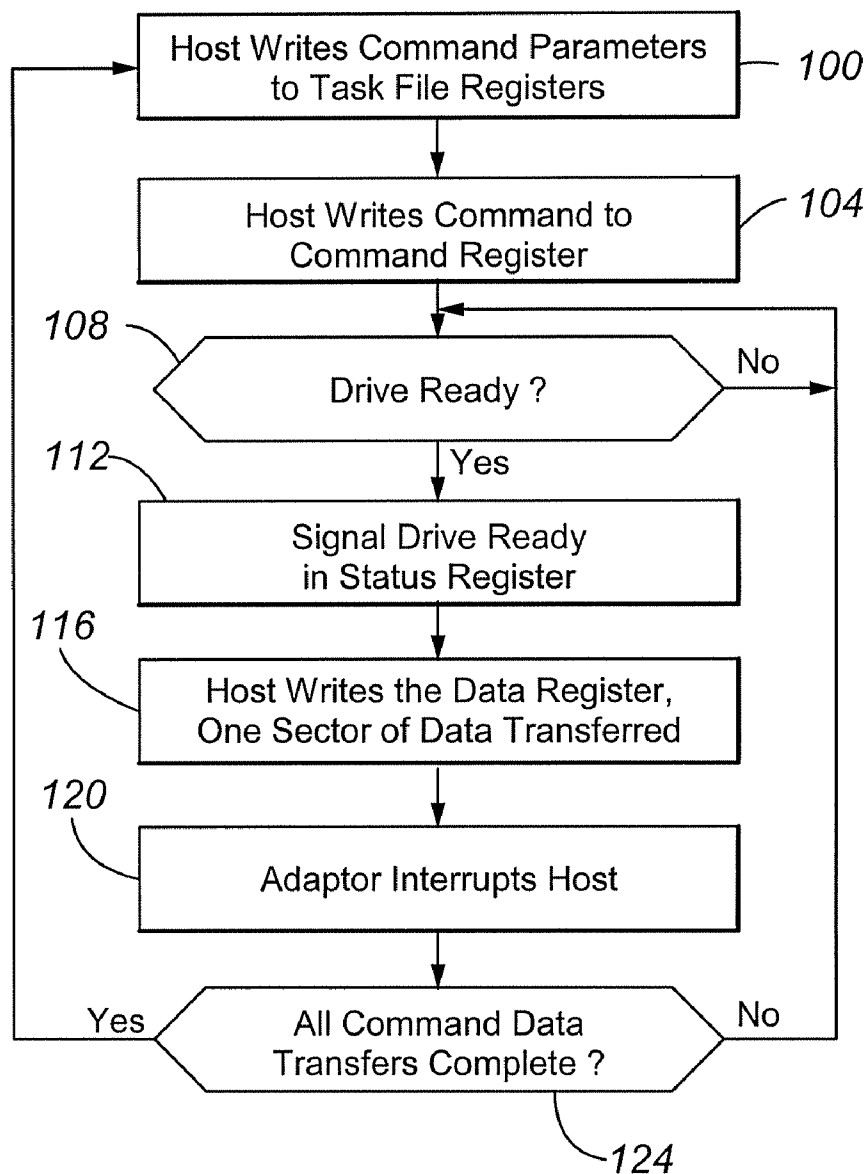 Host Writes Command Parameters
to Task File Registers
100
Host Writes Command to
Command Register
104
108
Drive Ready ?
No
Yes
112
Signal Drive Ready
in Status Register
116
Host Writes the Data Register,
One Sector of Data Transferred
120
Adaptor Interrupts Host
Yes
All Command Data
Transfers Complete ?
No
124